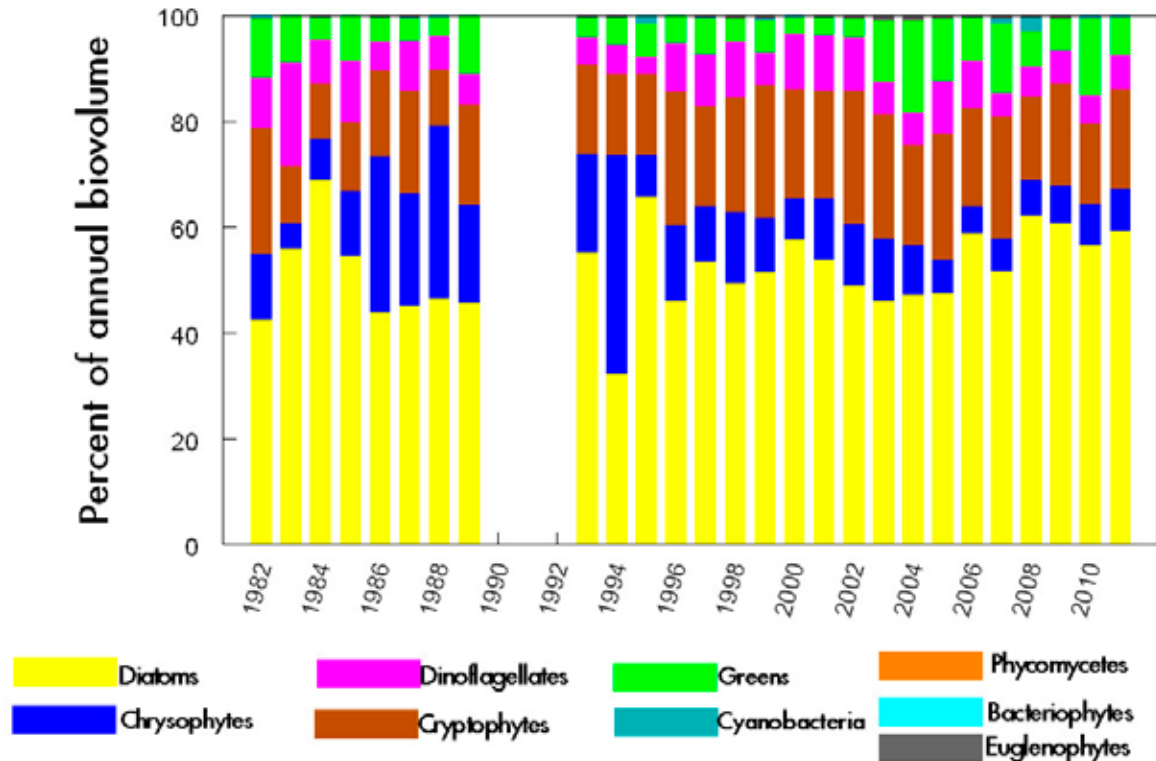 Percent of annual biovolume
100
80
60
40
20
0
1982
1984
1986
1988
1990
1992
1994
1996
1998
2000
2002
2004
2006
2008
2010
Diatoms
Dinoflagellates
Greens
Phycomycetes
Chrysophytes
Cryptophytes
Cyanobacteria
Bacteriophytes
Euglenophytes